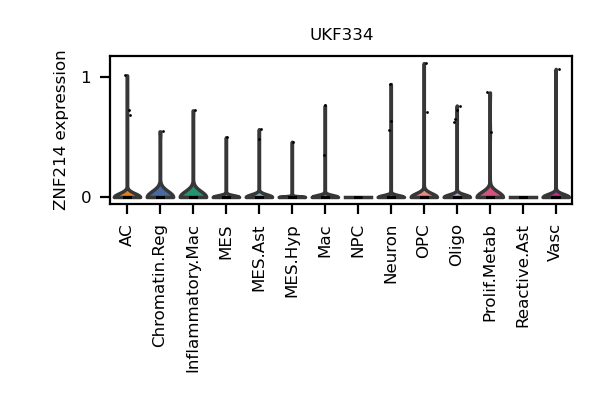 UKF334
ZNF214 expression
1
0
AC
Chromatin.Reg
Inflammatory.Mac
MES
MES.Ast
MES.Hyp
Mac
NPC
Neuron
OPC
Oligo
Prolif.Metab
Reactive.Ast
Vasc